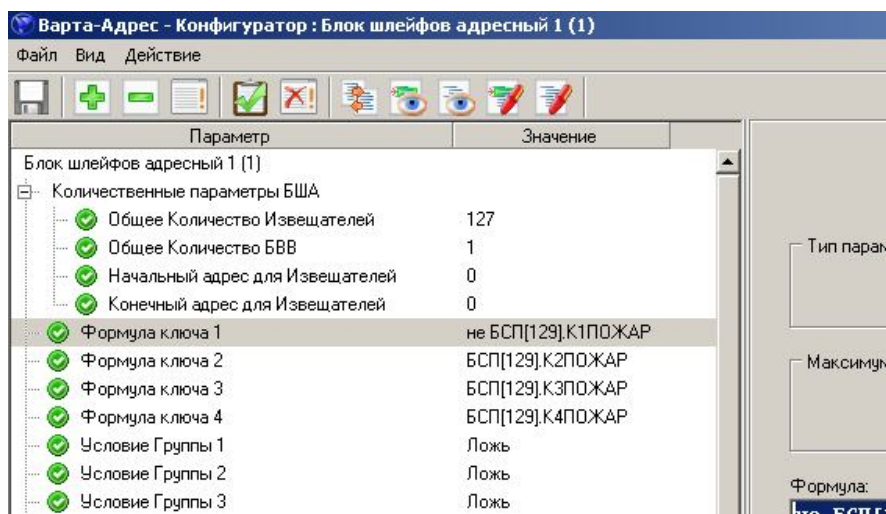 Варта-Адрес - Конфигуратор : Блок шлейфов адресный 1 (1)
Файл Вид Действие
Параметр Значение
Блок шлейфов адресный 1 (1)
Количественные параметры БША
Общее Количество Извещателей 127
Общее Количество БВВ 1
Начальный адрес для Извещателей 0
Конечный адрес для Извещателей 0
Формула ключа 1 не БСП[129].К1ПОЖАР
Формула ключа 2 БСП[129].К2ПОЖАР
Формула ключа 3 БСП[129].К3ПОЖАР
Формула ключа 4 БСП[129].К4ПОЖАР
Условие Группы 1 Ложь
Условие Группы 2 Ложь
Условие Группы 3 Ложь
Тип парам
Максимум
Формула: